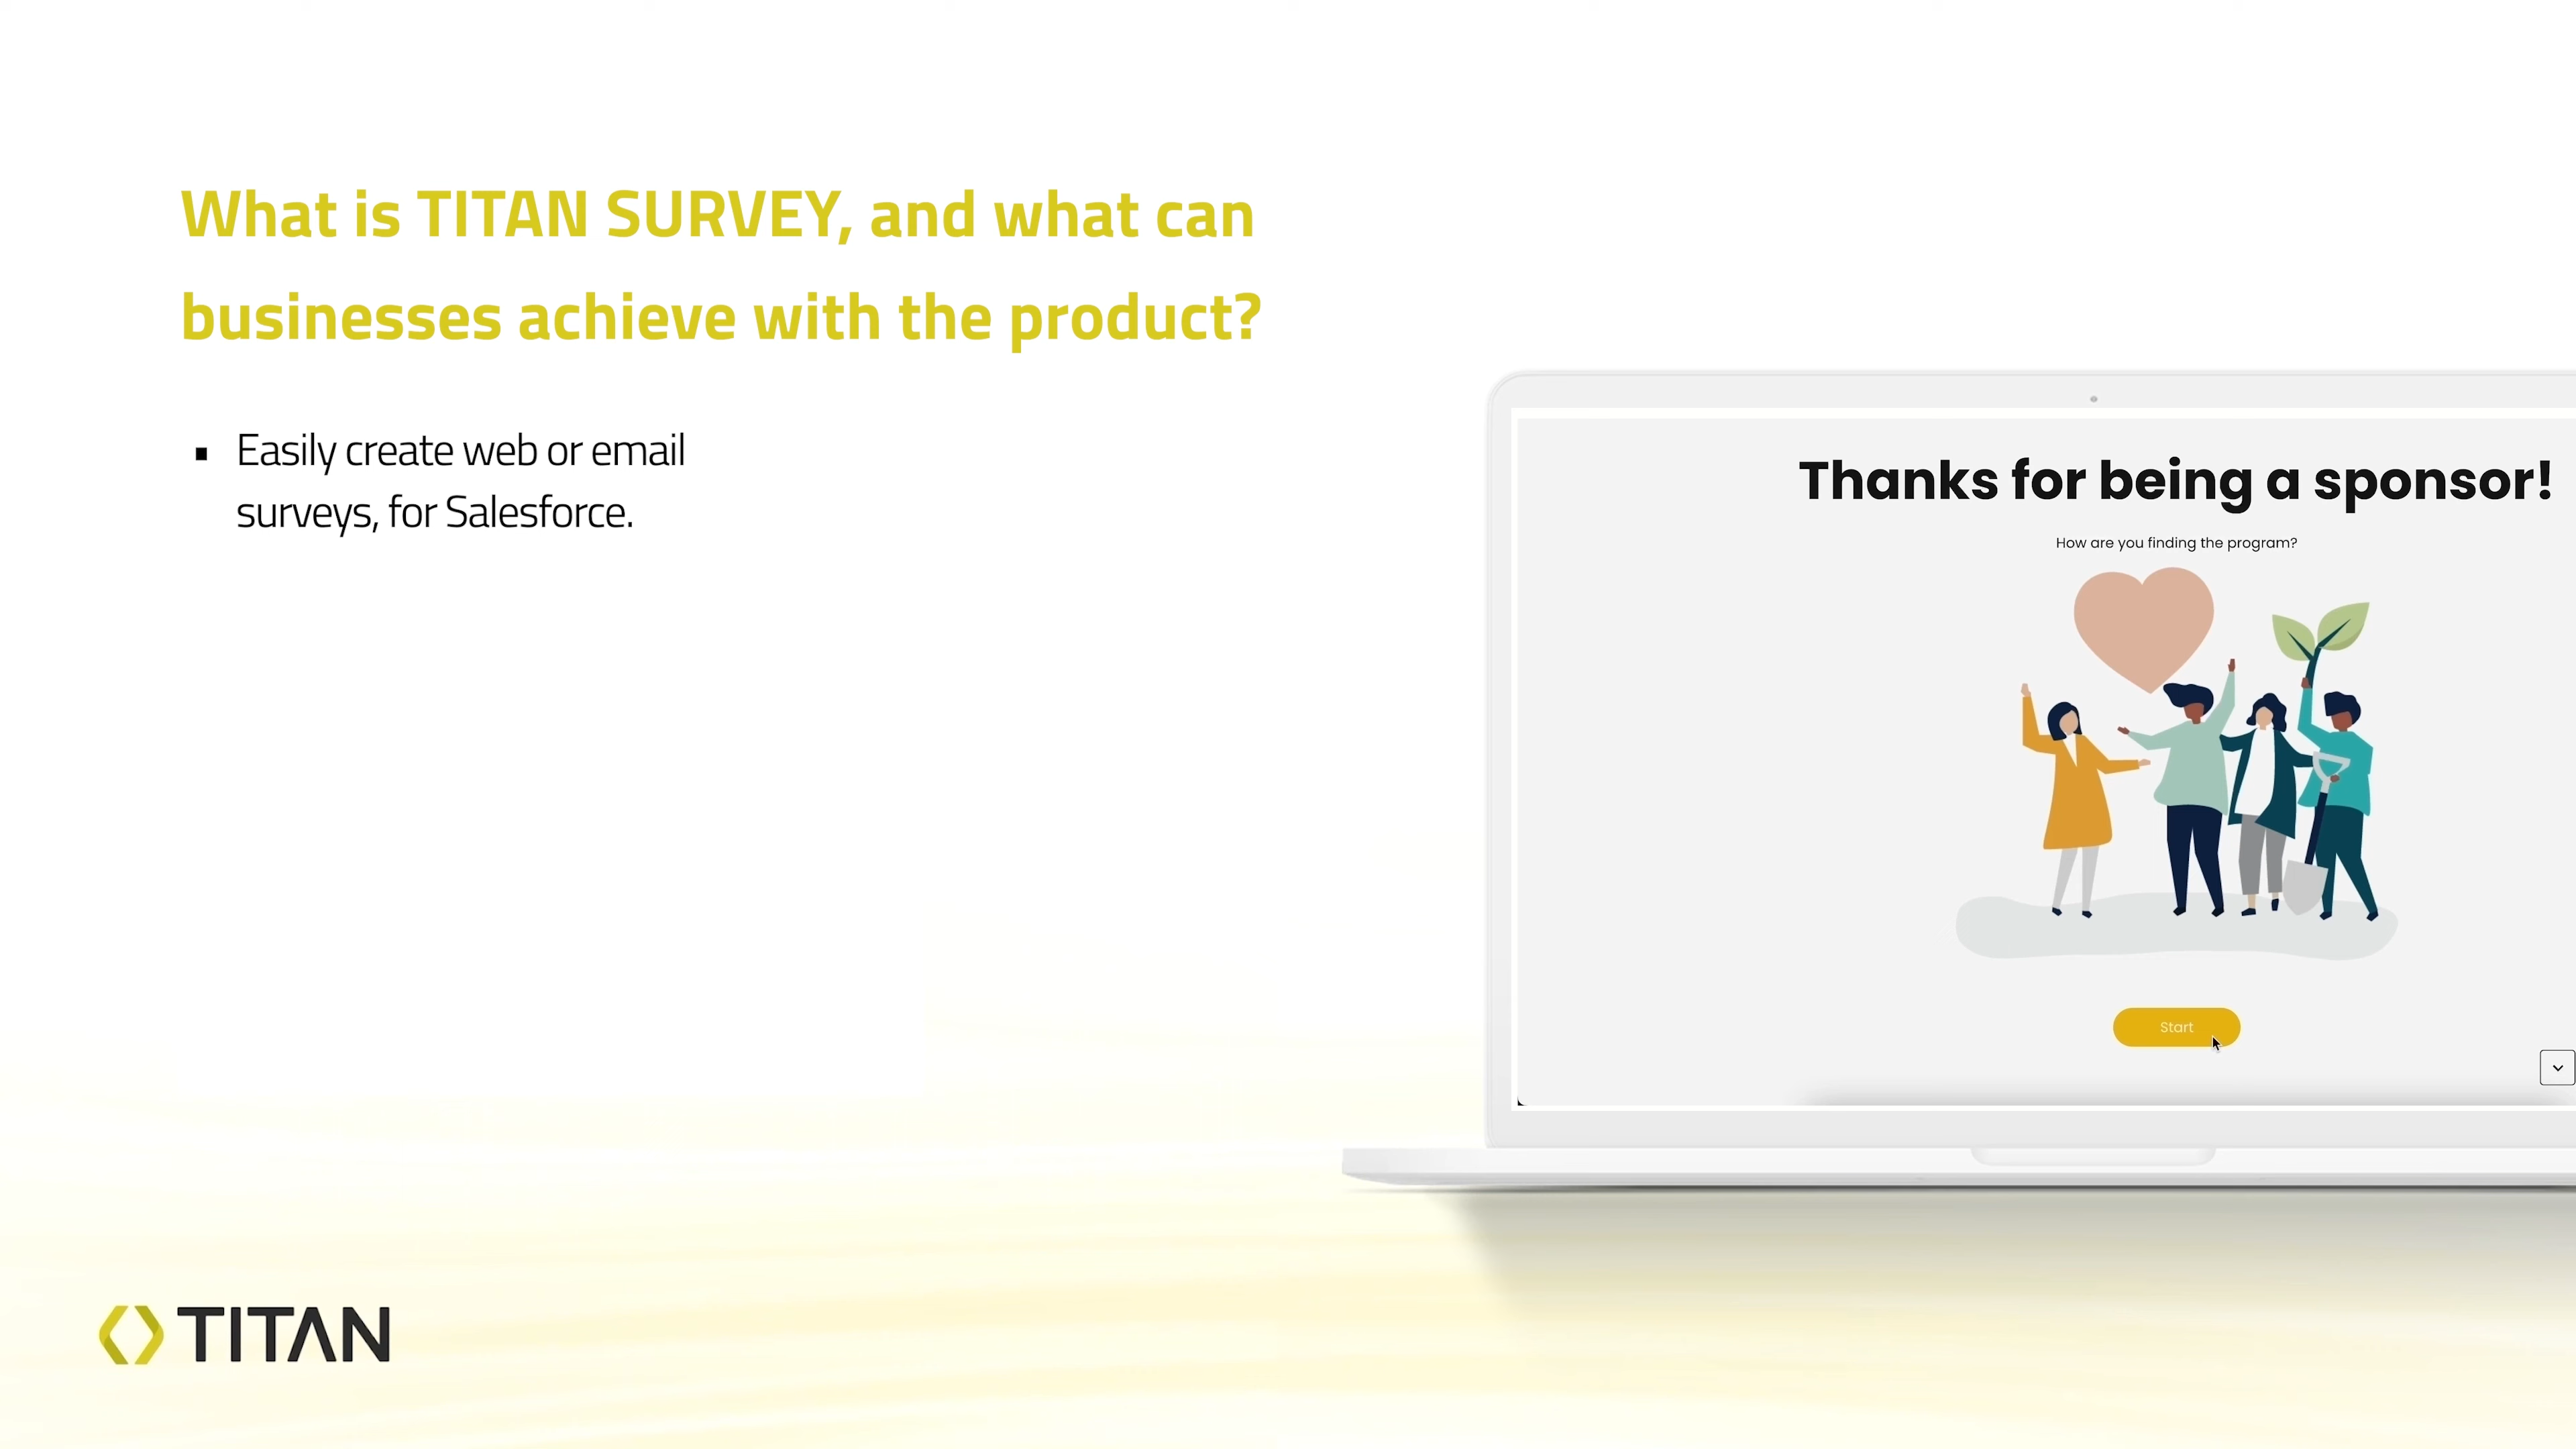 What is TITAN SURVEY, and what can
businesses achieve with the product?
▪ Easily create web or email
surveys, for Salesforce.
Thanks for being a sponsor!
How are you finding the program?
Start
TITAN